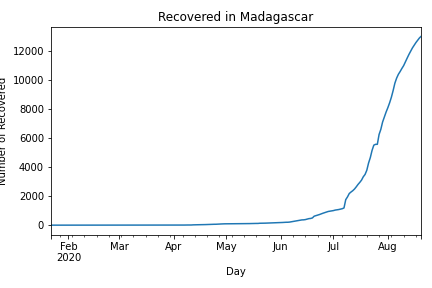 Recovered in Madagascar
Number of Recovered
12000
10000
8000
6000
4000
2000
0
Feb Mar Apr May Jun Jul Aug
2020
Day